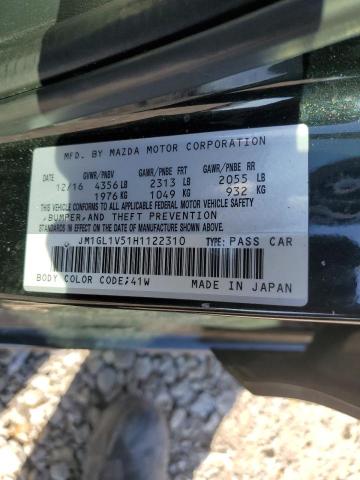 MFD. BY MAZDA MOTOR CORPORATION
DATE GVWR/PNBV GAWR/PNBE FRT GAWR/PNBE RR
12/16 4356 LB 2313 LB 2055 LB
1976 KG 1049 KG 932 KG
THIS VEHICLE CONFORMS TO ALL APPLICABLE FEDERAL MOTOR VEHICLE SAFETY
,BUMPER,AND THEFT PREVENTION
STANDARDS IN EFFECT ON THE DATE OF MANUFACTURE SHOWN ABOVE.
JM1GL1V51H1122310 TYPE: PASS CAR
BODY COLOR CODE;41W MADE IN JAPAN